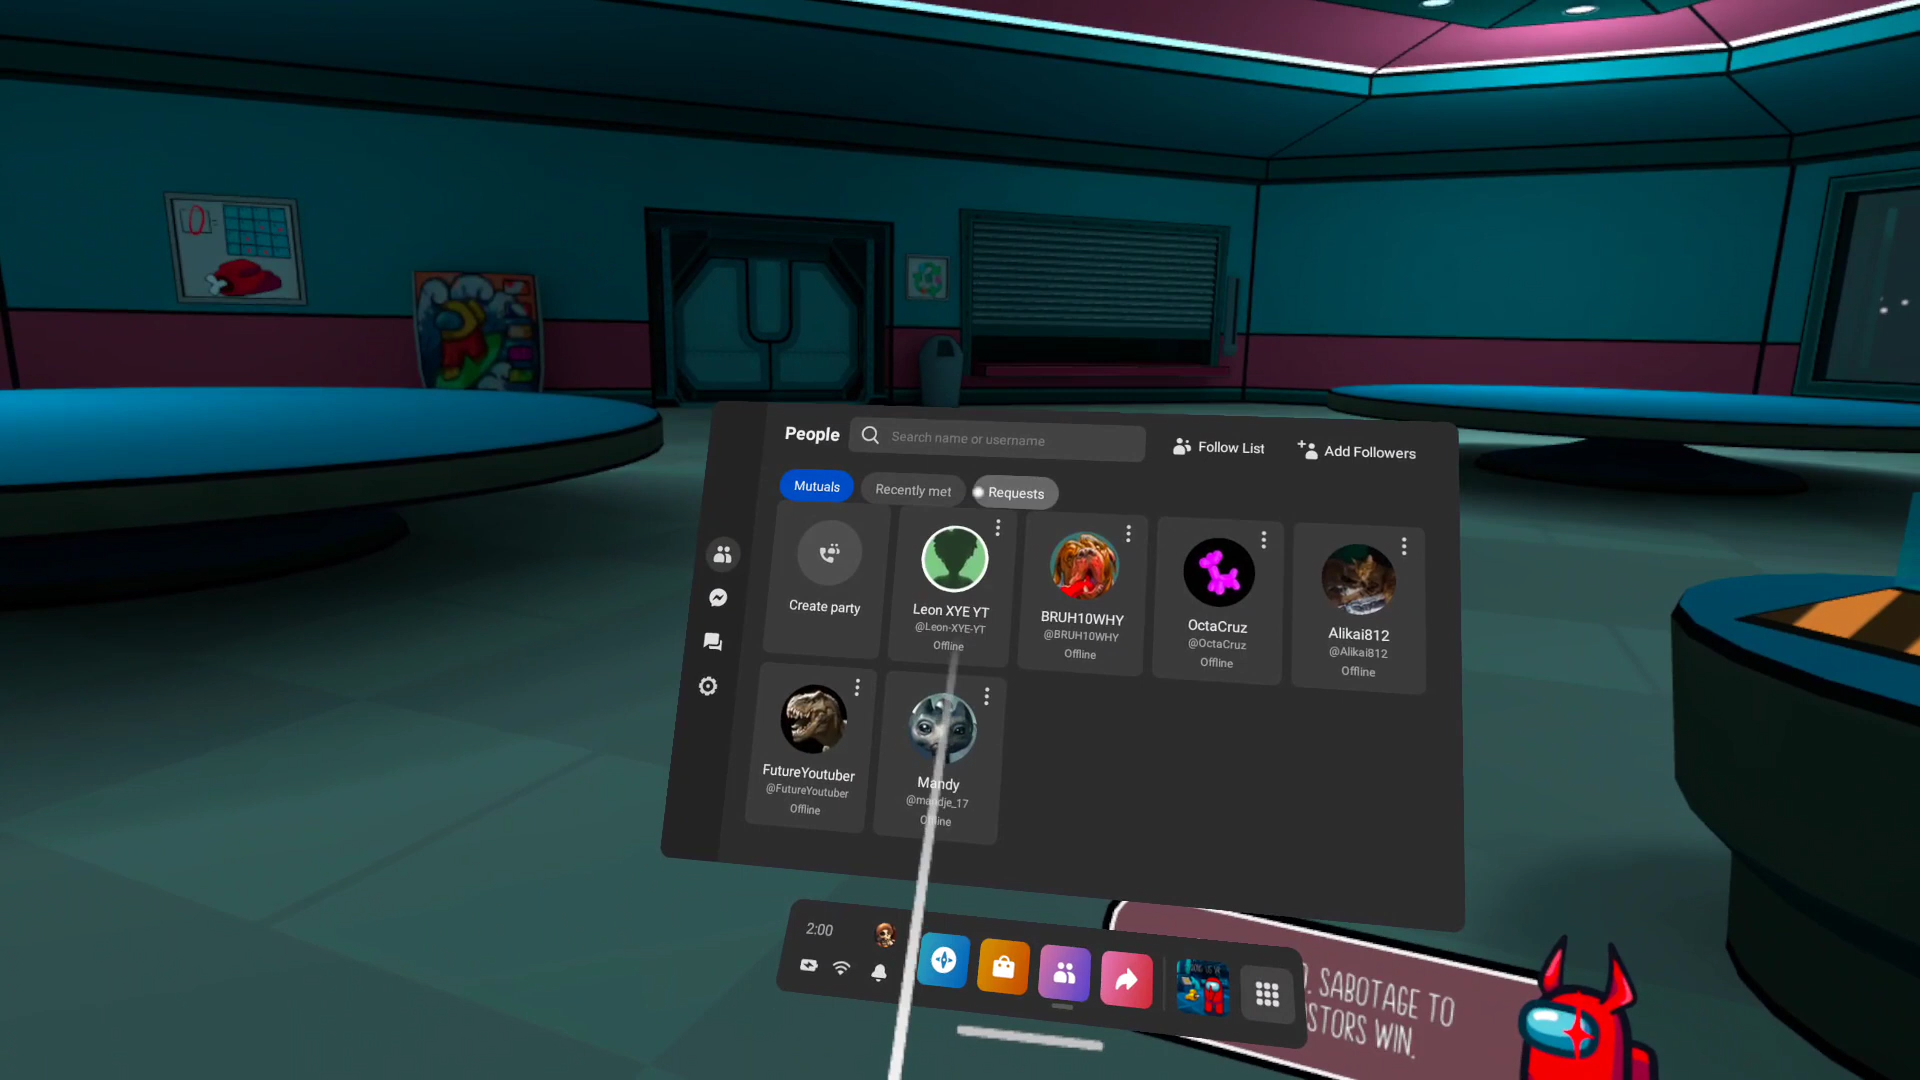 People
Search name or username
Follow List
Add Followers
Mutuals
Recently met
Requests
Create party
Leon XYE YT
@Leon-XYE-YT
Offline
BRUH10WHY
@BRUH10WHY
Offline
OctaCruz
@OctaCruz
Offline
Alikai812
@Alikai812
Offline
FutureYoutuber
@FutureYoutuber
Offline
Mandy
@mandje_17
Offline
2:00
. SABOTAGE TO
STORS WIN.